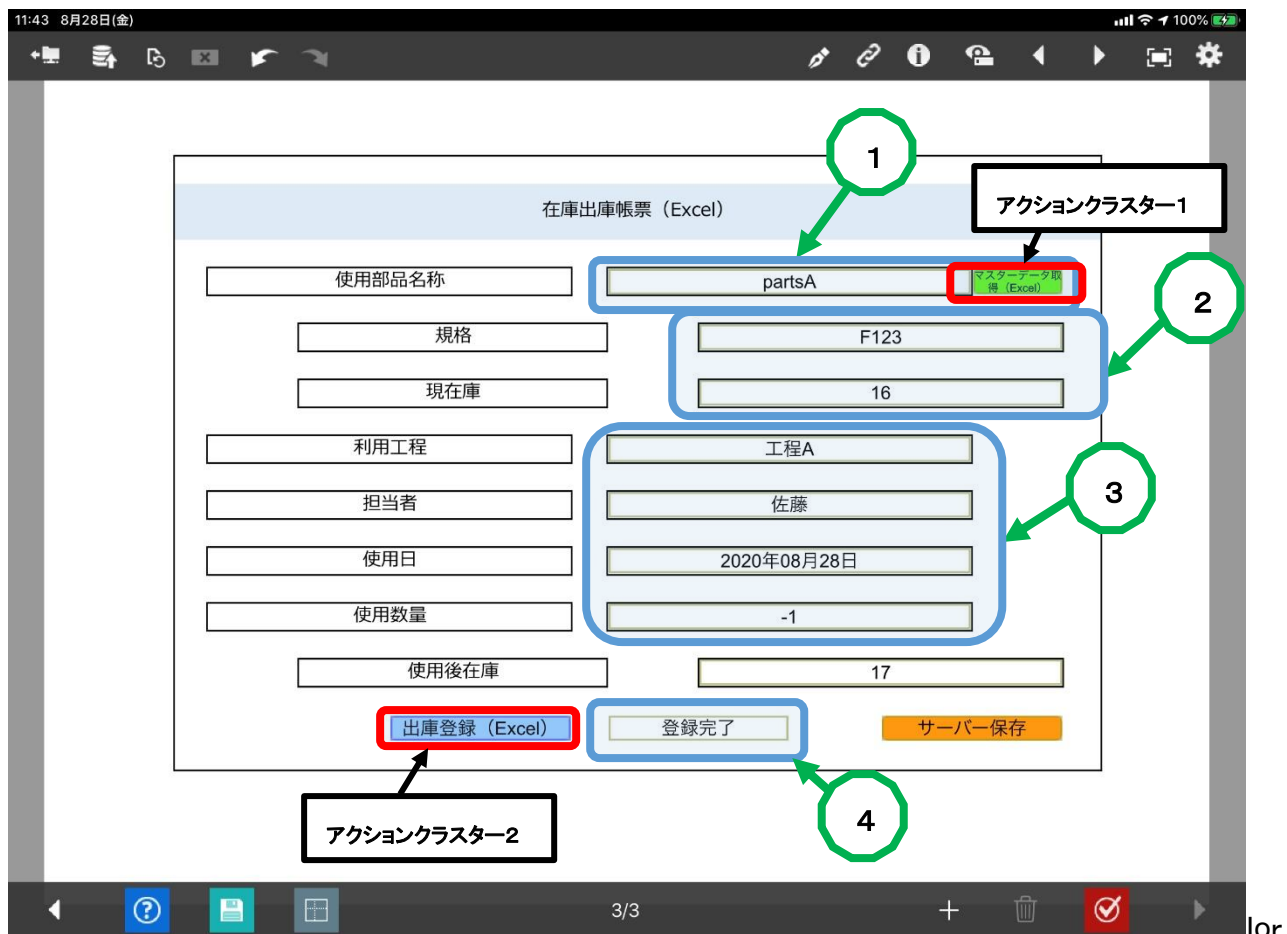 11:43 8月28日(金)
100%
1
アクションクラスター1
在庫出庫帳票（Excel）
使用部品名称
partsA
マスターデータ取
得（Excel）
2
規格
F123
現在庫
16
利用工程
工程A
3
担当者
佐藤
使用日
2020年08月28日
使用数量
-1
使用後在庫
17
出庫登録（Excel）
登録完了
サーバー保存
アクションクラスター2
4
3/3
lor